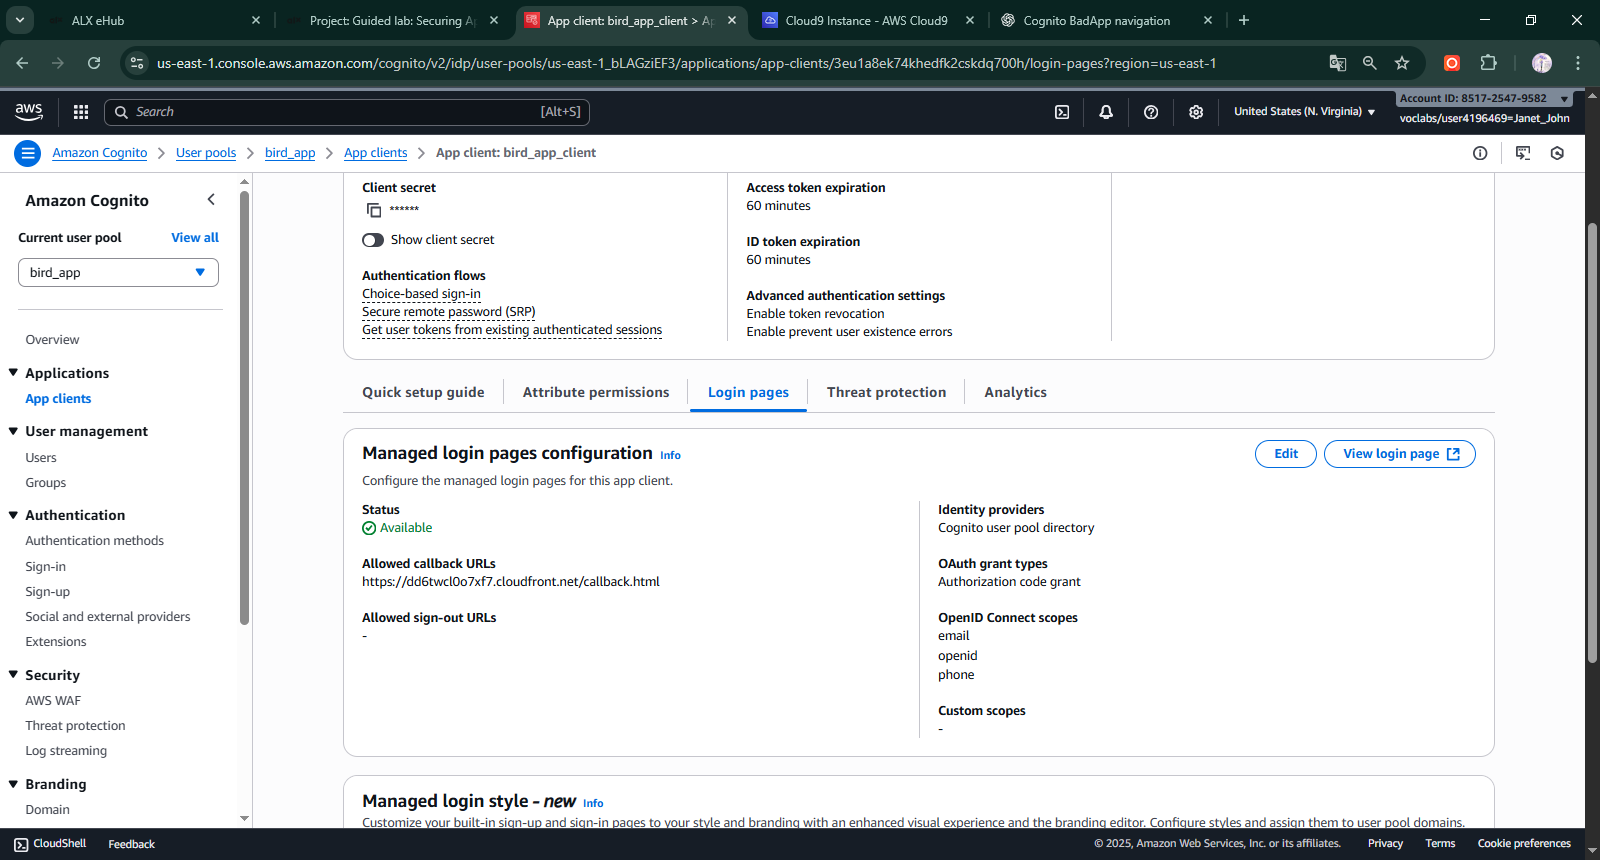 ALX eHub
Project: Guided lab: Securing A
App client: bird_app_client > Ap
Cloud9 Instance - AWS Cloud9
Cognito BadApp navigation
us-east-1.console.aws.amazon.com/cognito/v2/idp/user-pools/us-east-1_bLAGziEF3/applications/app-clients/3eu1a8ek74khedfk2cskdq700h/login-pages?region=us-east-1
aws
Search
[Alt+S]
United States (N. Virginia)
Account ID: 8517-2547-9582
voclabs/user4196469=Janet_John
Amazon Cognito
User pools
bird_app
App clients
App client: bird_app_client
Amazon Cognito
Current user pool
View all
bird_app
Overview
Applications
App clients
User management
Users
Groups
Authentication
Authentication methods
Sign-in
Sign-up
Social and external providers
Extensions
Security
AWS WAF
Threat protection
Log streaming
Branding
Domain
Client secret
******
Show client secret
Authentication flows
Choice-based sign-in
Secure remote password (SRP)
Get user tokens from existing authenticated sessions
Access token expiration
60 minutes
ID token expiration
60 minutes
Advanced authentication settings
Enable token revocation
Enable prevent user existence errors
Quick setup guide
Attribute permissions
Login pages
Threat protection
Analytics
Managed login pages configuration Info
Edit
View login page
Configure the managed login pages for this app client.
Status
Available
Allowed callback URLs
https://dd6twcl0o7xf7.cloudfront.net/callback.html
Allowed sign-out URLs
-
Identity providers
Cognito user pool directory
OAuth grant types
Authorization code grant
OpenID Connect scopes
email
openid
phone
Custom scopes
-
Managed login style - new Info
Customize your built-in sign-up and sign-in pages to your style and branding with an enhanced visual experience and the branding editor. Configure styles and assign them to user pool domains.
CloudShell
Feedback
© 2025, Amazon Web Services, Inc. or its affiliates.
Privacy
Terms
Cookie preferences